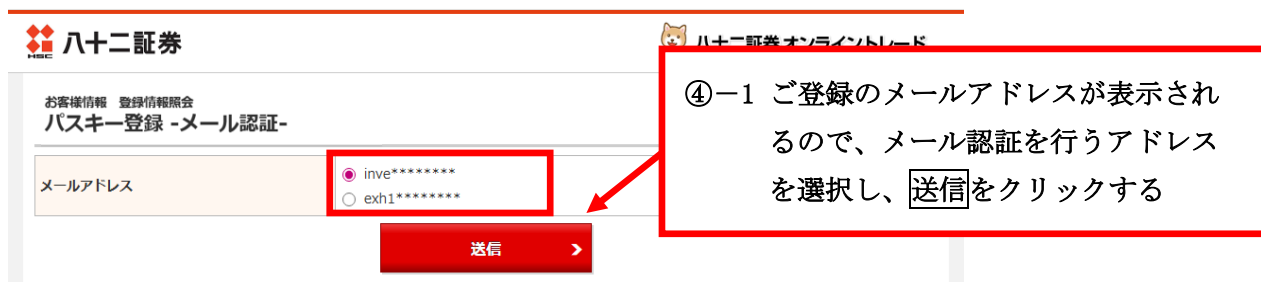 HSC 八十二証券
八十二証券 オンライントレード
お客様情報 登録情報照会
パスキー登録 -メール認証-
メールアドレス
inve********
exh1********
送信
④－1 ご登録のメールアドレスが表示され
るので、メール認証を行うアドレス
を選択し、送信をクリックする